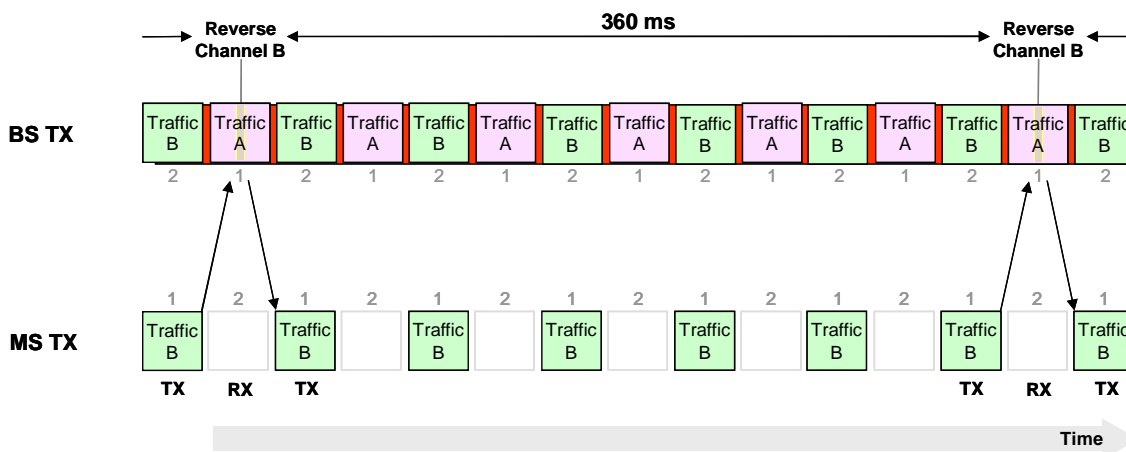 360 ms
Reverse
Channel B
Reverse
Channel B
BS TX
Traffic B
Traffic A
Traffic B
Traffic A
Traffic B
Traffic A
Traffic B
Traffic A
Traffic B
Traffic A
Traffic B
Traffic A
Traffic B
Traffic A
Traffic B
2 1 2 1 2 1 2 1 2 1 2 1 2 1 2
1 2 1 2 1 2 1 2 1 2 1 2 1 2 1
MS TX
Traffic B
Traffic B
Traffic B
Traffic B
Traffic B
Traffic B
Traffic B
Traffic B
TX RX TX TX RX TX
Time